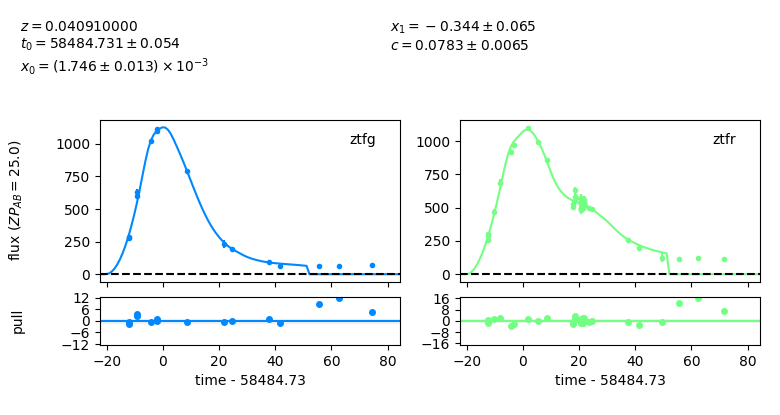 z = 0.040910000
t₀ = 58484.731 ± 0.054
x₀ = (1.746 ± 0.013) × 10⁻³
x₁ = −0.344 ± 0.065
c = 0.0783 ± 0.0065
ztfg
ztfr
flux (ZP_AB = 25.0)
1000
750
500
250
0
1000
750
500
250
0
pull
12
6
0
−6
−12
16
8
0
−8
−16
−20 0 20 40 60 80
−20 0 20 40 60 80
time - 58484.73
time - 58484.73